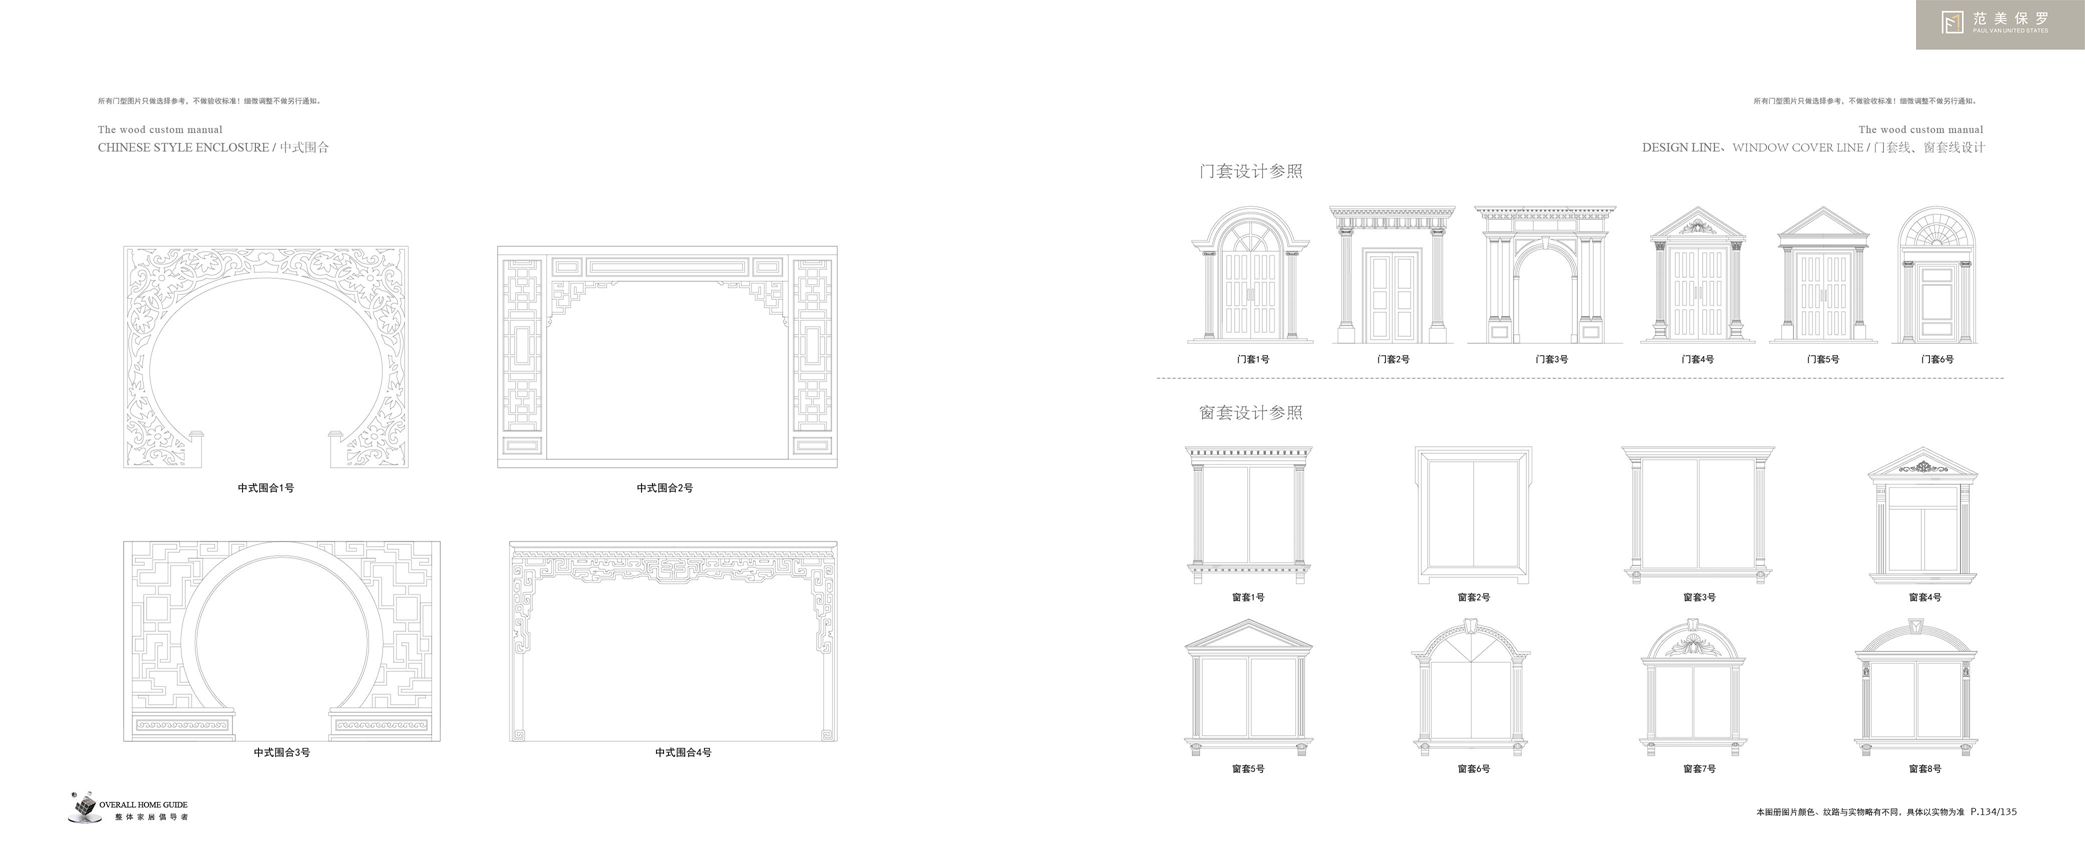 范美保罗
PAUL VAN UNITED STATES
所有门型图片只做选择参考，不做验收标准！细微调整不做另行通知。
The wood custom manual
CHINESE STYLE ENCLOSURE / 中式围合
中式围合1号
中式围合2号
中式围合3号
中式围合4号
OVERALL HOME GUIDE
整体家居倡导者
所有门型图片只做选择参考，不做验收标准！细微调整不做另行通知。
The wood custom manual
DESIGN LINE、WINDOW COVER LINE / 门套线、窗套线设计
门套设计参照
门套1号
门套2号
门套3号
门套4号
门套5号
门套6号
窗套设计参照
窗套1号
窗套2号
窗套3号
窗套4号
窗套5号
窗套6号
窗套7号
窗套8号
本图册图片颜色、纹路与实物略有不同，具体以实物为准 P.134/135